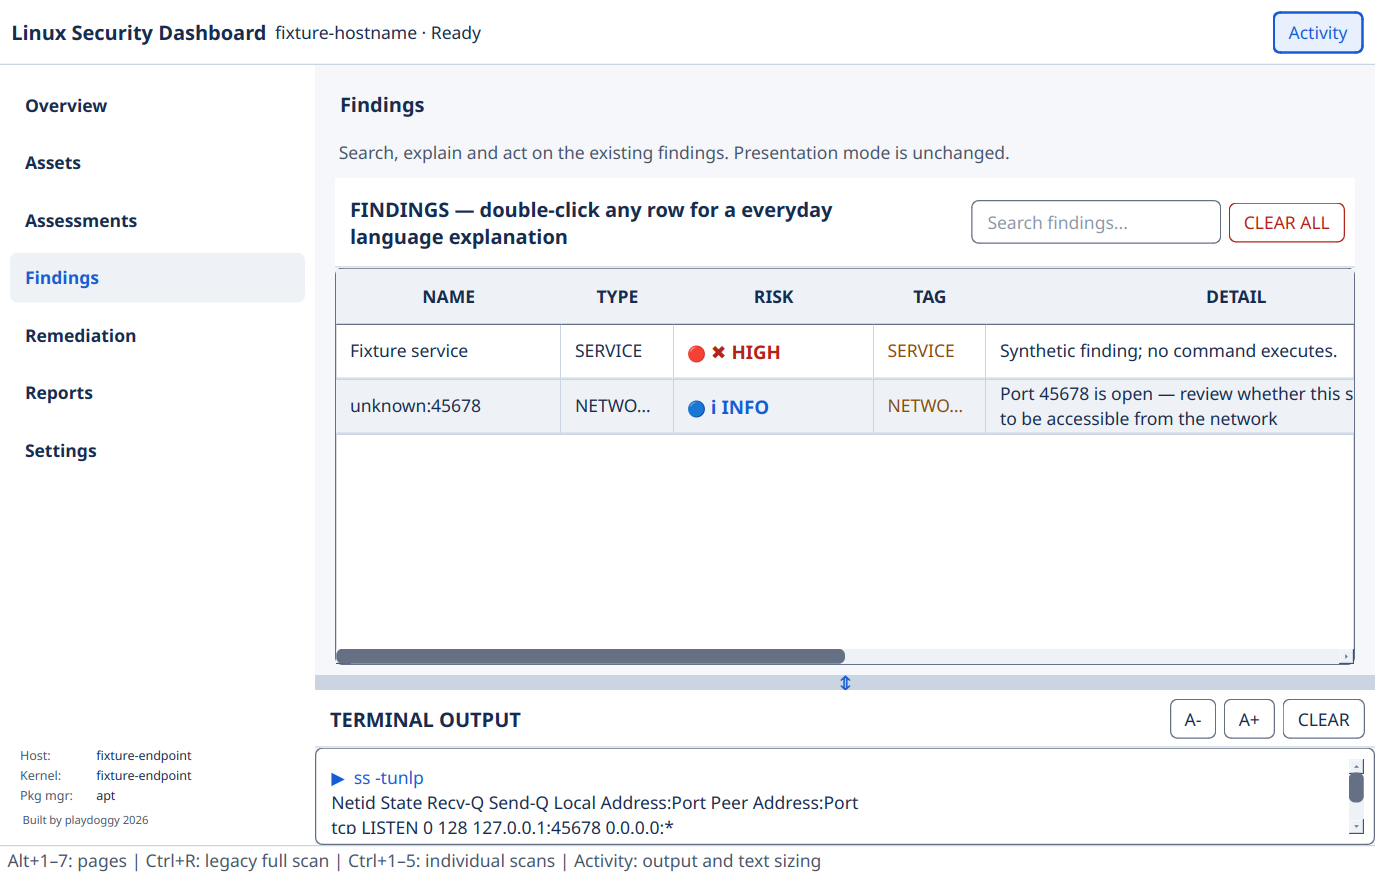 Linux Security Dashboard fixture-hostname · Ready
Activity
Overview
Assets
Assessments
Findings
Remediation
Reports
Settings
Host: fixture-endpoint
Kernel: fixture-endpoint
Pkg mgr: apt
Built by playdoggy 2026
Findings
Search, explain and act on the existing findings. Presentation mode is unchanged.
FINDINGS — double-click any row for a everyday
language explanation
Search findings...
CLEAR ALL
NAME TYPE RISK TAG DETAIL
Fixture service SERVICE 🔴 ✖ HIGH SERVICE Synthetic finding; no command executes.
unknown:45678 NETWO... 🔵 i INFO NETWO... Port 45678 is open — review whether this s
to be accessible from the network
TERMINAL OUTPUT
A- A+ CLEAR
▶ ss -tunlp
Netid State Recv-Q Send-Q Local Address:Port Peer Address:Port
tcp LISTEN 0 128 127.0.0.1:45678 0.0.0.0:*
Alt+1–7: pages | Ctrl+R: legacy full scan | Ctrl+1–5: individual scans | Activity: output and text sizing